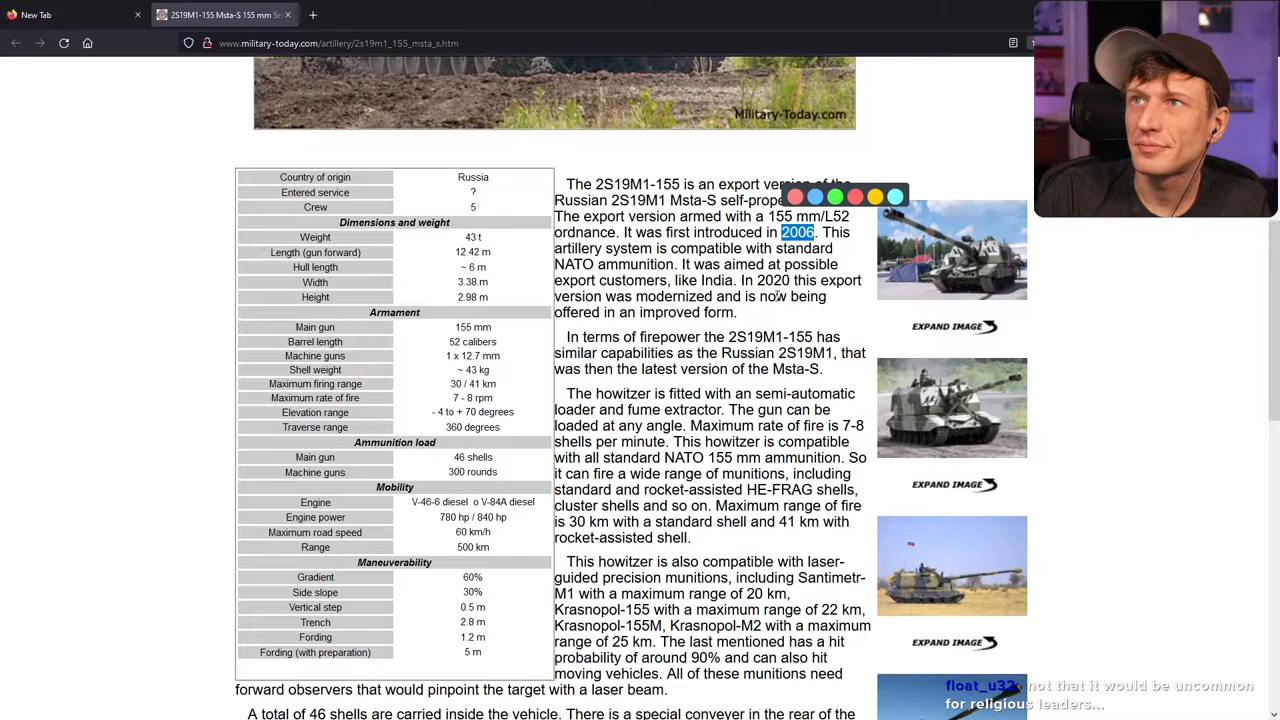 New Tab
2S19M1-155 Msta-S 155 mm Se
www.military-today.com/artillery/2s19m1_155_msta_s.htm
Military-Today.com
Country of origin Russia
Entered service ?
Crew 5
Dimensions and weight
Weight 43 t
Length (gun forward) 12.42 m
Hull length ~ 6 m
Width 3.38 m
Height 2.98 m
Armament
Main gun 155 mm
Barrel length 52 calibers
Machine guns 1 x 12.7 mm
Shell weight ~ 43 kg
Maximum firing range 30 / 41 km
Maximum rate of fire 7 - 8 rpm
Elevation range - 4 to + 70 degrees
Traverse range 360 degrees
Ammunition load
Main gun 46 shells
Machine guns 300 rounds
Mobility
Engine V-46-6 diesel o V-84A diesel
Engine power 780 hp / 840 hp
Maximum road speed 60 km/h
Range 500 km
Maneuverability
Gradient 60%
Side slope 30%
Vertical step 0.5 m
Trench 2.8 m
Fording 1.2 m
Fording (with preparation) 5 m
The 2S19M1-155 is an export version of the
Russian 2S19M1 Msta-S
The export version armed with a 155 mm/L52
ordnance. It was first introduced in 2006. This
artillery system is compatible with standard
NATO ammunition. It was aimed at possible
export customers, like India. In 2020 this export
version was modernized and is now being
offered in an improved form.
In terms of firepower the 2S19M1-155 has
similar capabilities as the Russian 2S19M1, that
was then the latest version of the Msta-S.
The howitzer is fitted with an semi-automatic
loader and fume extractor. The gun can be
loaded at any angle. Maximum rate of fire is 7-8
shells per minute. This howitzer is compatible
with all standard NATO 155 mm ammunition. So
it can fire a wide range of munitions, including
standard and rocket-assisted HE-FRAG shells,
cluster shells and so on. Maximum range of fire
is 30 km with a standard shell and 41 km with
rocket-assisted shell.
This howitzer is also compatible with laser-
guided precision munitions, including Santimetr-
M1 with a maximum range of 20 km,
Krasnopol-155 with a maximum range of 22 km,
Krasnopol-155M, Krasnopol-M2 with a maximum
range of 25 km. The last mentioned has a hit
probability of around 90% and can also hit
moving vehicles. All of these munitions need
forward observers that would pinpoint the target with a laser beam.
A total of 46 shells are carried inside the vehicle. There is a special conveyer in the rear of the
EXPAND IMAGE
EXPAND IMAGE
EXPAND IMAGE
float_u32: not that it would be uncommon
for religious leaders...